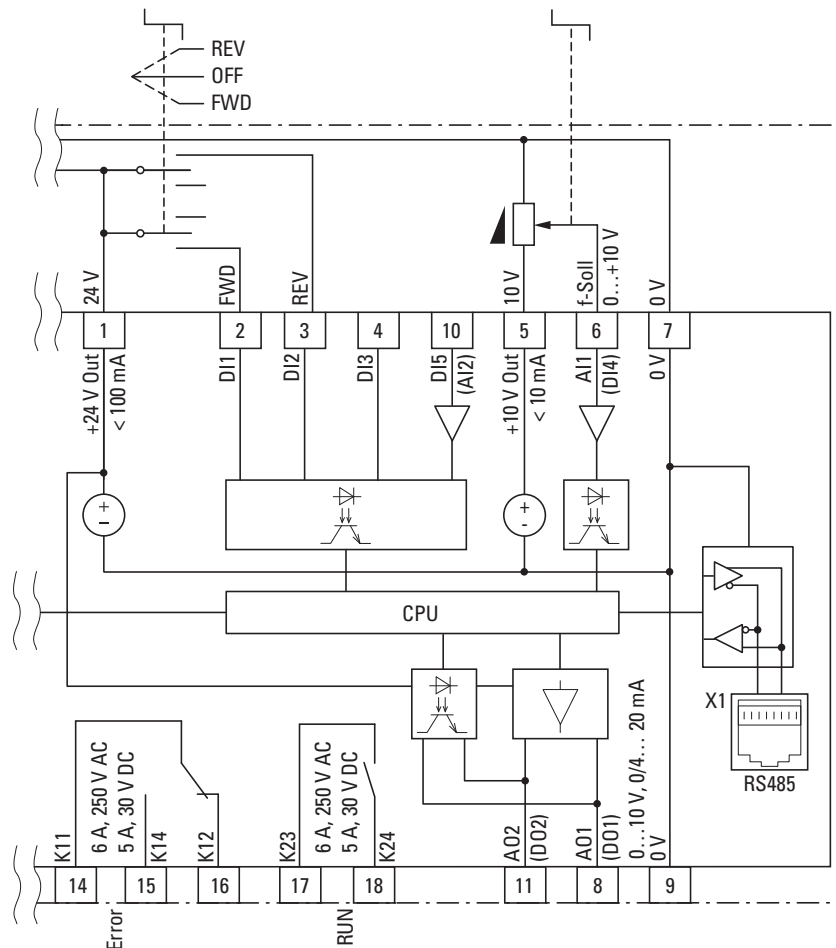 REV
OFF
FWD
24 V
FWD
REV
10 V
f-Soll
0...+10 V
0 V
1
2
3
4
10
5
6
7
+24 V Out
< 100 mA
DI1
DI2
DI3
DI5
(AI2)
+10 V Out
< 10 mA
AI1
(DI4)
0 V
+
−
+
-
CPU
X1
RS485
K11
6 A, 250 V AC
5 A, 30 V DC
K14
K12
K23
6 A, 250 V AC
5 A, 30 V DC
K24
AO2
(DO2)
AO1
(DO1)
0...10 V, 0/4... 20 mA
0 V
14
15
16
17
18
11
8
9
Error
RUN